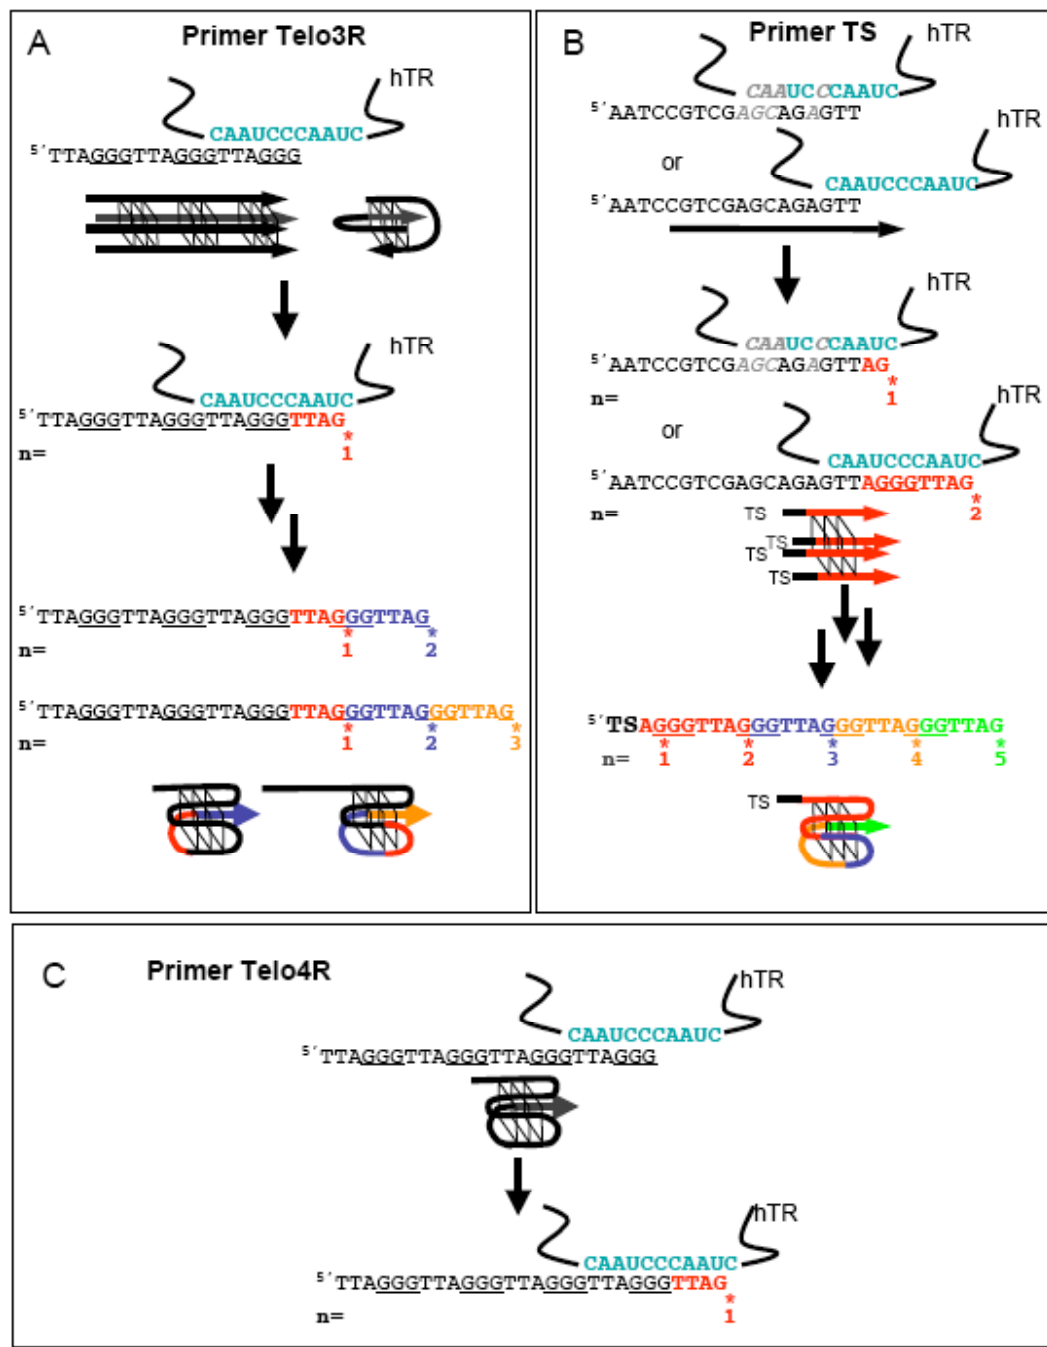 A
Primer Telo3R
hTR
CAAUCCCAAUC
5′TTAGGGTTAGGGTTAGGG
hTR
CAAUCCCAAUC
5′TTAGGGTTAGGGTTAGGGTTAG
*
n= 1
5′TTAGGGTTAGGGTTAGGGTTAGGGTTAG
* *
n= 1 2
5′TTAGGGTTAGGGTTAGGGTTAGGGTTAGGGTTAG
* * *
n= 1 2 3
B
Primer TS
hTR
CAAUCCCAAUC
5′AATCCGTCGAGCAGAGTT
or
hTR
CAAUCCCAAUC
5′AATCCGTCGAGCAGAGTT
hTR
CAAUCCCAAUC
5′AATCCGTCGAGCAGAGTTAG
*
n= 1
or
hTR
CAAUCCCAAUC
5′AATCCGTCGAGCAGAGTTAGGGTTAG
*
n= 2
TS
TS
TS
TS
5′TSAGGGTTAGGGTTAGGGTTAGGGTTAG
* * * * *
n= 1 2 3 4 5
TS
C
Primer Telo4R
hTR
CAAUCCCAAUC
5′TTAGGGTTAGGGTTAGGGTTAGGG
hTR
CAAUCCCAAUC
5′TTAGGGTTAGGGTTAGGGTTAGGGTTAG
*
n= 1